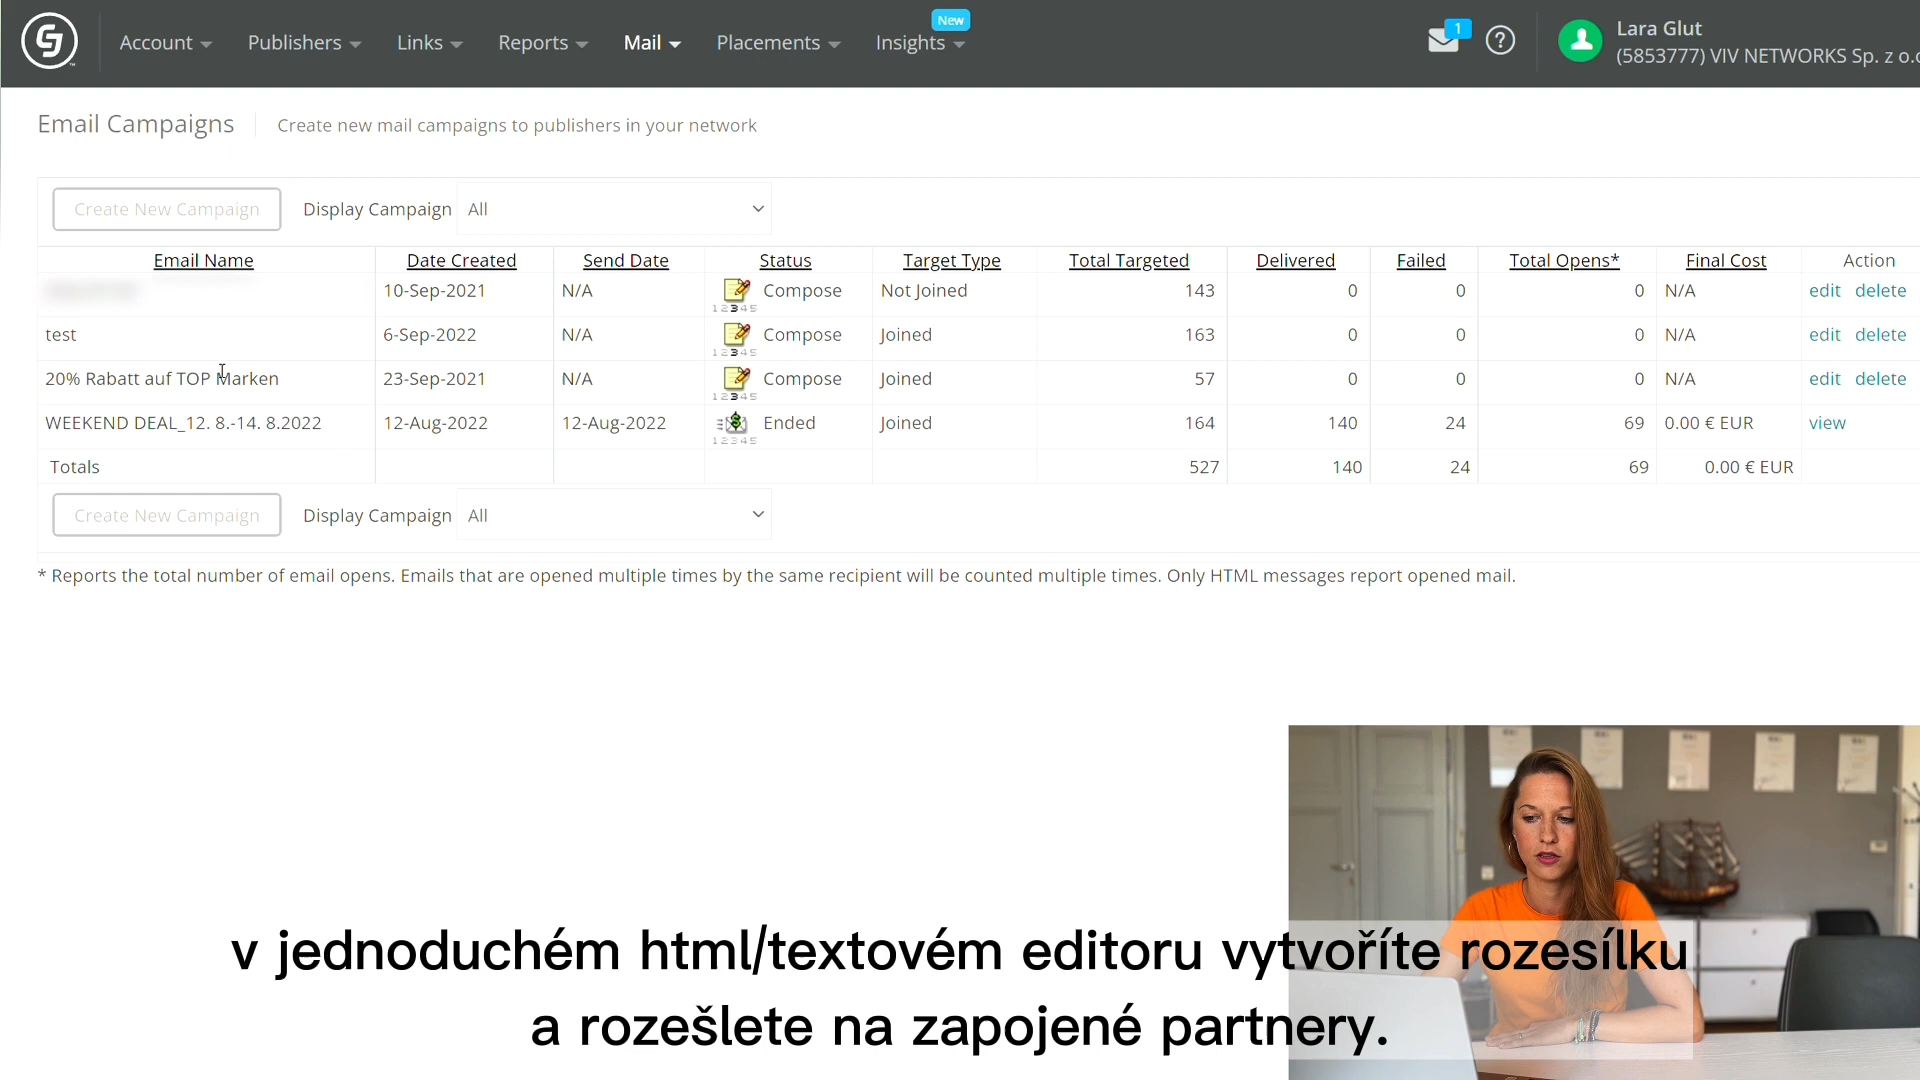 New
Account Publishers Links Reports Mail Placements Insights 1 ? Lara Glut
(5853777) VIV NETWORKS Sp. z o.o
Email Campaigns Create new mail campaigns to publishers in your network
Create New Campaign Display Campaign All
Email Name Date Created Send Date Status Target Type Total Targeted Delivered Failed Total Opens* Final Cost Action
10-Sep-2021 N/A 12345 Compose Not Joined 143 0 0 0 N/A edit delete
test 6-Sep-2022 N/A 12345 Compose Joined 163 0 0 0 N/A edit delete
20% Rabatt auf TOP Marken 23-Sep-2021 N/A 12345 Compose Joined 57 0 0 0 N/A edit delete
WEEKEND DEAL_12. 8.-14. 8.2022 12-Aug-2022 12-Aug-2022 12345 Ended Joined 164 140 24 69 0.00 € EUR view
Totals 527 140 24 69 0.00 € EUR
Create New Campaign Display Campaign All
* Reports the total number of email opens. Emails that are opened multiple times by the same recipient will be counted multiple times. Only HTML messages report opened mail.
v jednoduchém html/textovém editoru vytvoříte rozesílku
a rozešlete na zapojené partnery.